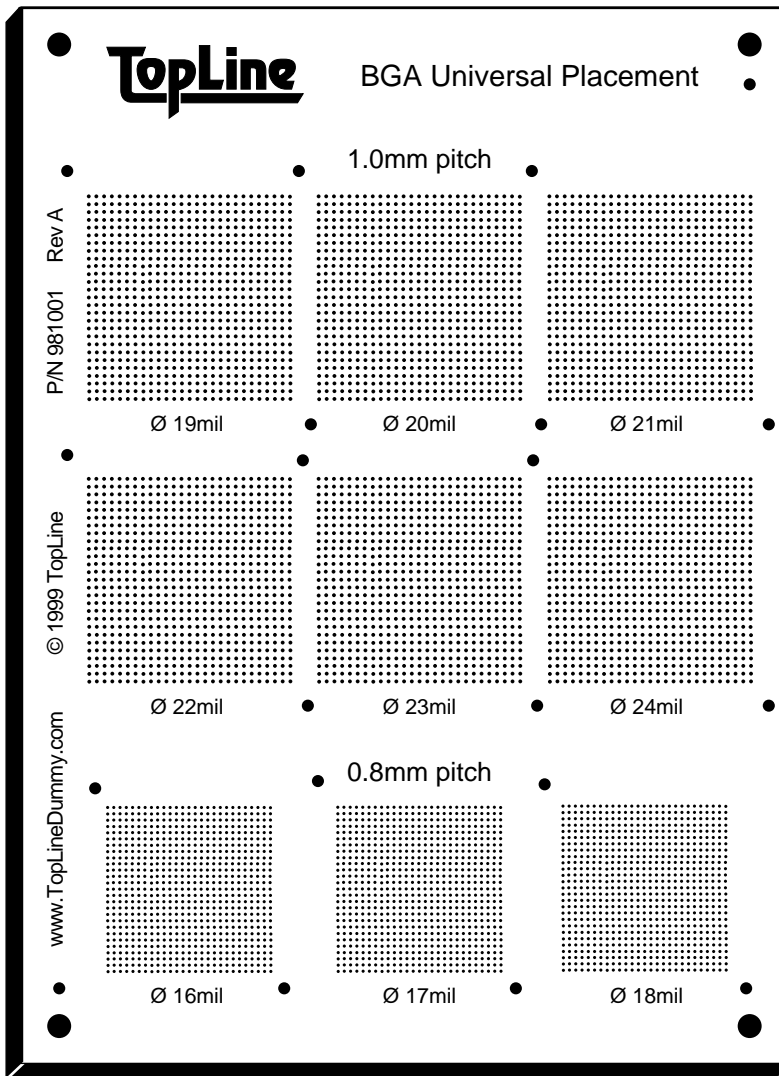 TopLine
BGA Universal Placement
1.0mm pitch
P/N 981001 Rev A
Ø 19mil
Ø 20mil
Ø 21mil
© 1999 TopLine
Ø 22mil
Ø 23mil
Ø 24mil
www.TopLineDummy.com
0.8mm pitch
Ø 16mil
Ø 17mil
Ø 18mil